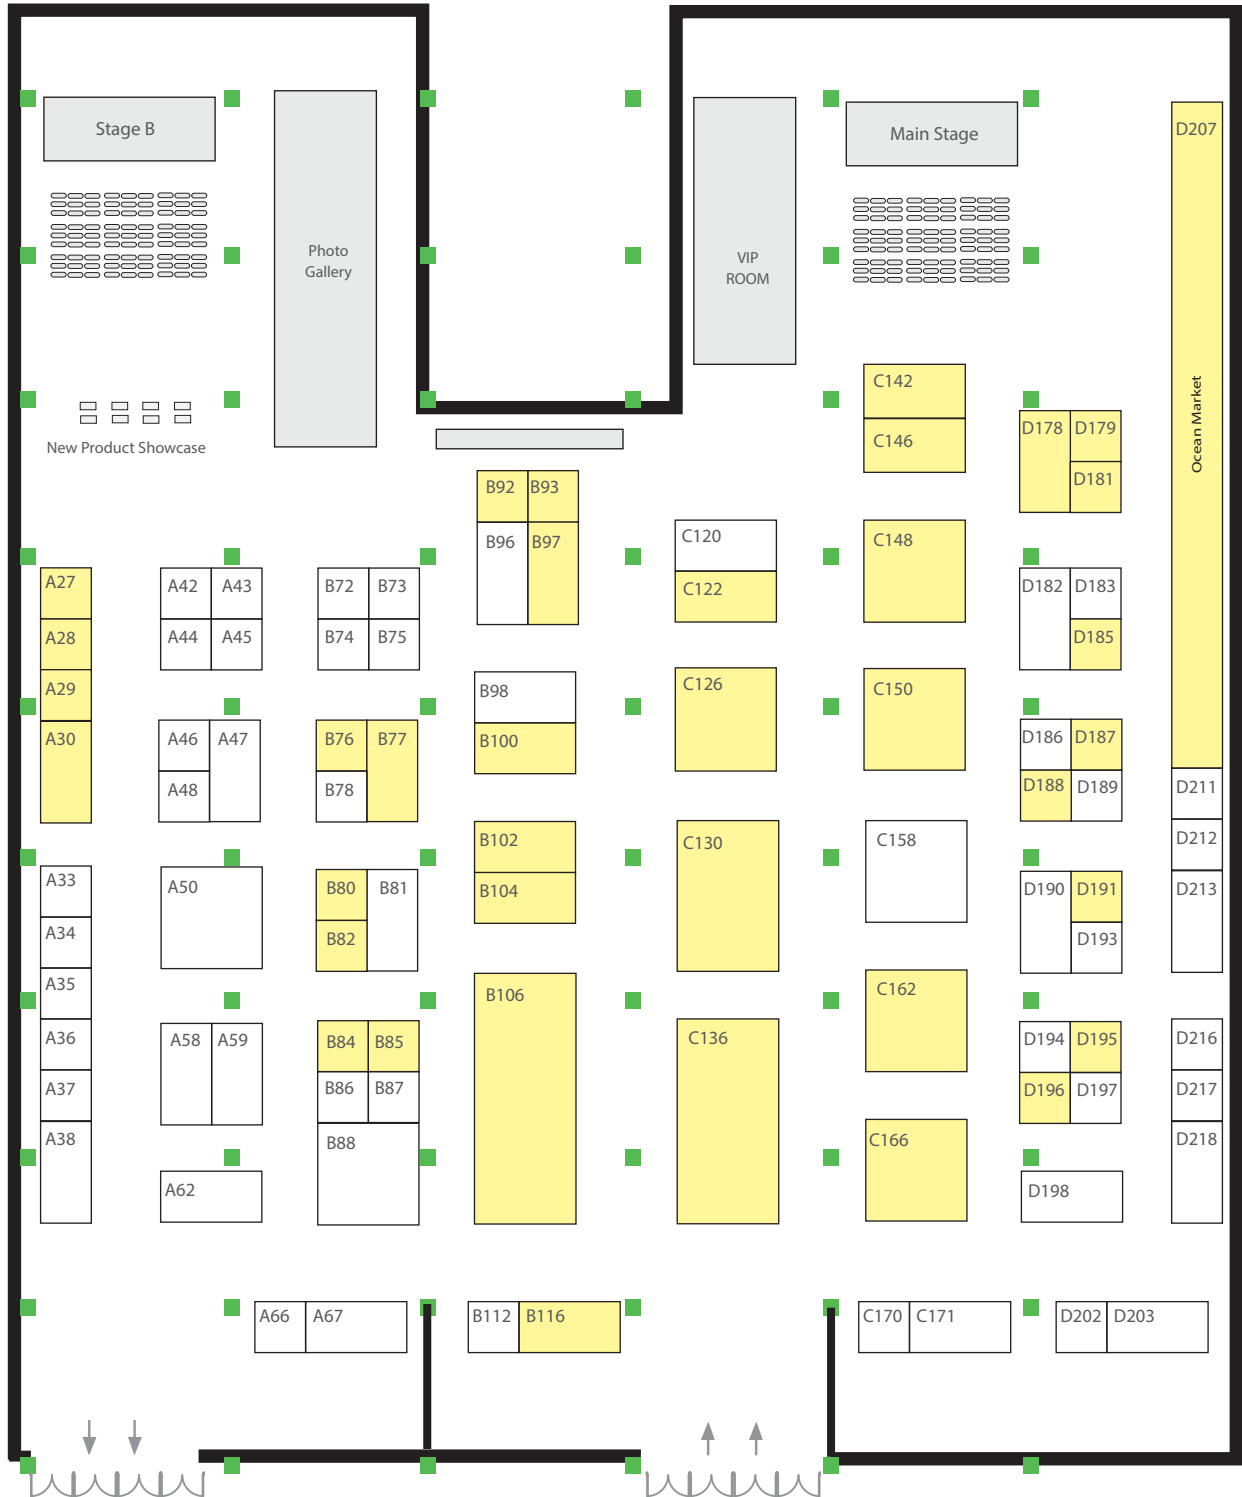 Stage B
Photo
Gallery
VIP
ROOM
Main Stage
D207
Ocean Market
New Product Showcase
C142
C146
D178
D179
D181
B92
B93
B96
B97
C120
C122
C148
A27
A28
A29
A30
A42
A43
A44
A45
B72
B73
B74
B75
D182
D183
D185
B98
B100
C126
C150
A46
A47
A48
B76
B77
B78
D186
D187
D188
D189
D211
D212
D213
B102
B104
C130
C158
A33
A34
A35
A36
A37
A38
A50
B80
B81
B82
D190
D191
D193
B106
C136
C162
A58
A59
B84
B85
B86
B87
B88
D194
D195
D196
D197
D216
D217
D218
C166
A62
D198
A66
A67
B112
B116
C170
C171
D202
D203